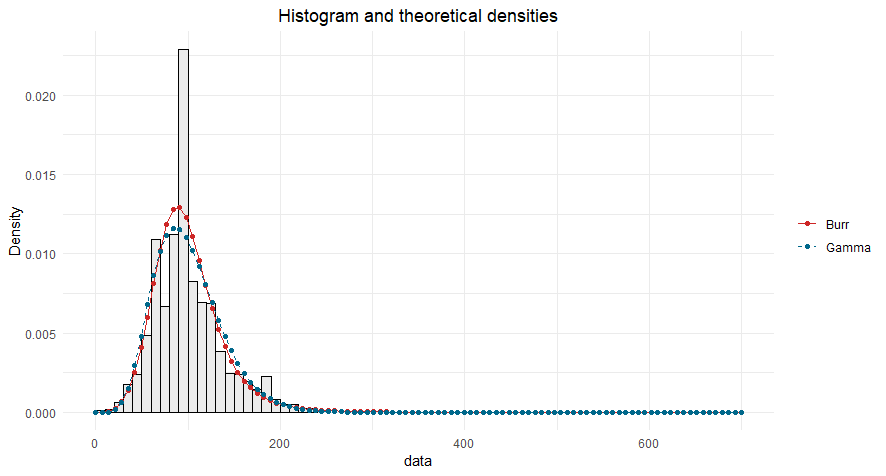 Histogram and theoretical densities
Density
0.020
0.015
0.010
0.005
0.000
0
200
400
600
data
Burr
Gamma